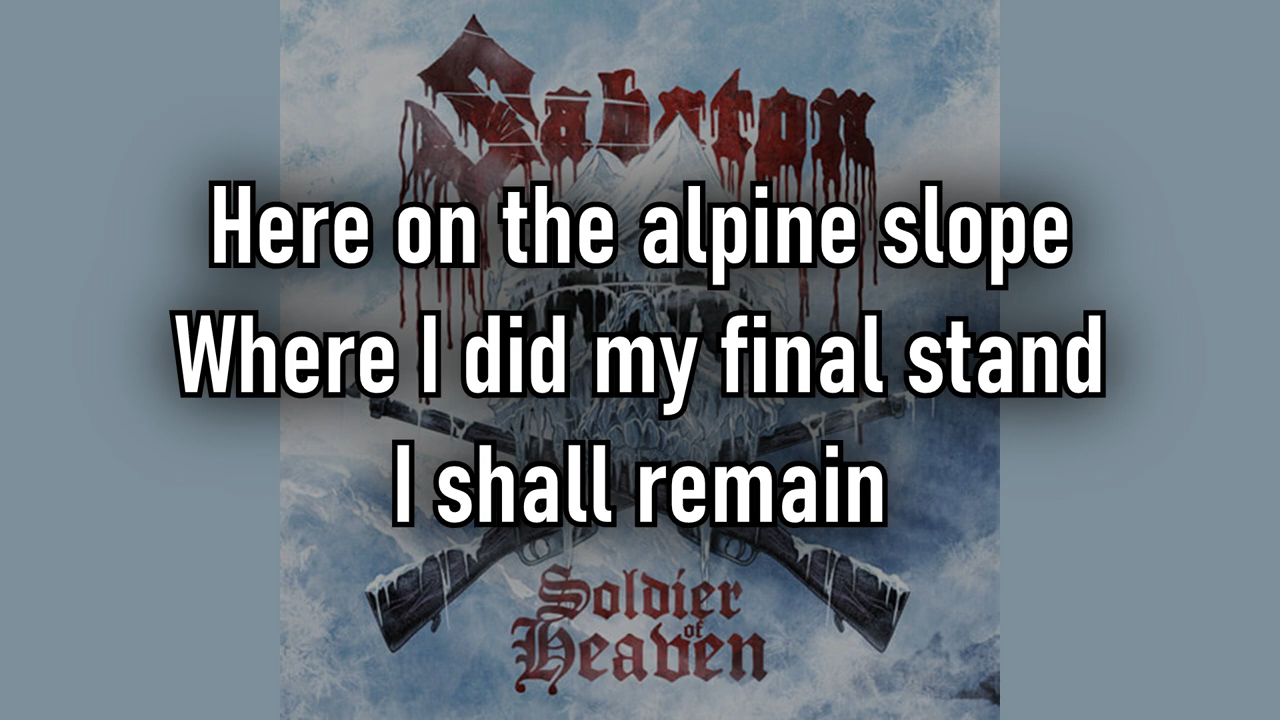 Sabaton
Here on the alpine slope
Where I did my final stand
I shall remain
Soldier
of
Heaven